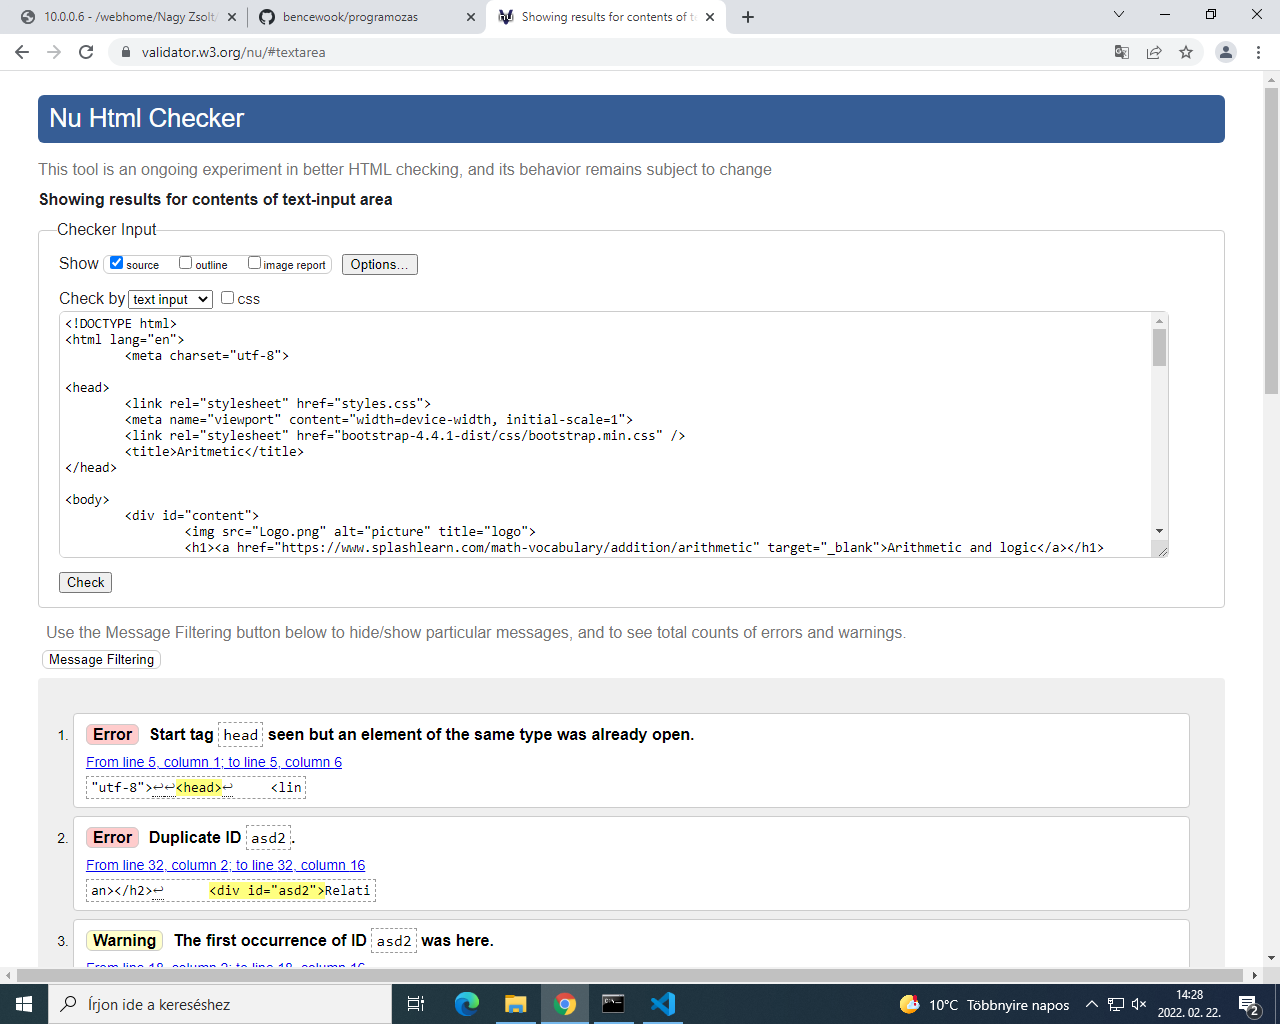 10.0.0.6 - /webhome/Nagy Zsolt/
bencewook/programozas
Showing results for contents of te
validator.w3.org/nu/#textarea
Nu Html Checker
This tool is an ongoing experiment in better HTML checking, and its behavior remains subject to change
Showing results for contents of text-input area
Checker Input
Show source outline image report Options...
Check by text input css
<!DOCTYPE html>
<html lang="en">
<meta charset="utf-8">
<head>
<link rel="stylesheet" href="styles.css">
<meta name="viewport" content="width=device-width, initial-scale=1">
<link rel="stylesheet" href="bootstrap-4.4.1-dist/css/bootstrap.min.css" />
<title>Aritmetic</title>
</head>
<body>
<div id="content">
<img src="Logo.png" alt="picture" title="logo">
<h1><a href="https://www.splashlearn.com/math-vocabulary/addition/arithmetic" target="_blank">Arithmetic and logic</a></h1>
Check
Use the Message Filtering button below to hide/show particular messages, and to see total counts of errors and warnings.
Message Filtering
1. Error Start tag head seen but an element of the same type was already open.
From line 5, column 1; to line 5, column 6
"utf-8">↩↩<head>↩ <lin
2. Error Duplicate ID asd2.
From line 32, column 2; to line 32, column 16
an></h2>↩ <div id="asd2">Relati
3. Warning The first occurrence of ID asd2 was here.
From line 18, column 2; to line 18, column 16
Írjon ide a kereséshez
10°C Többnyire napos
14:28
2022. 02. 22.
2